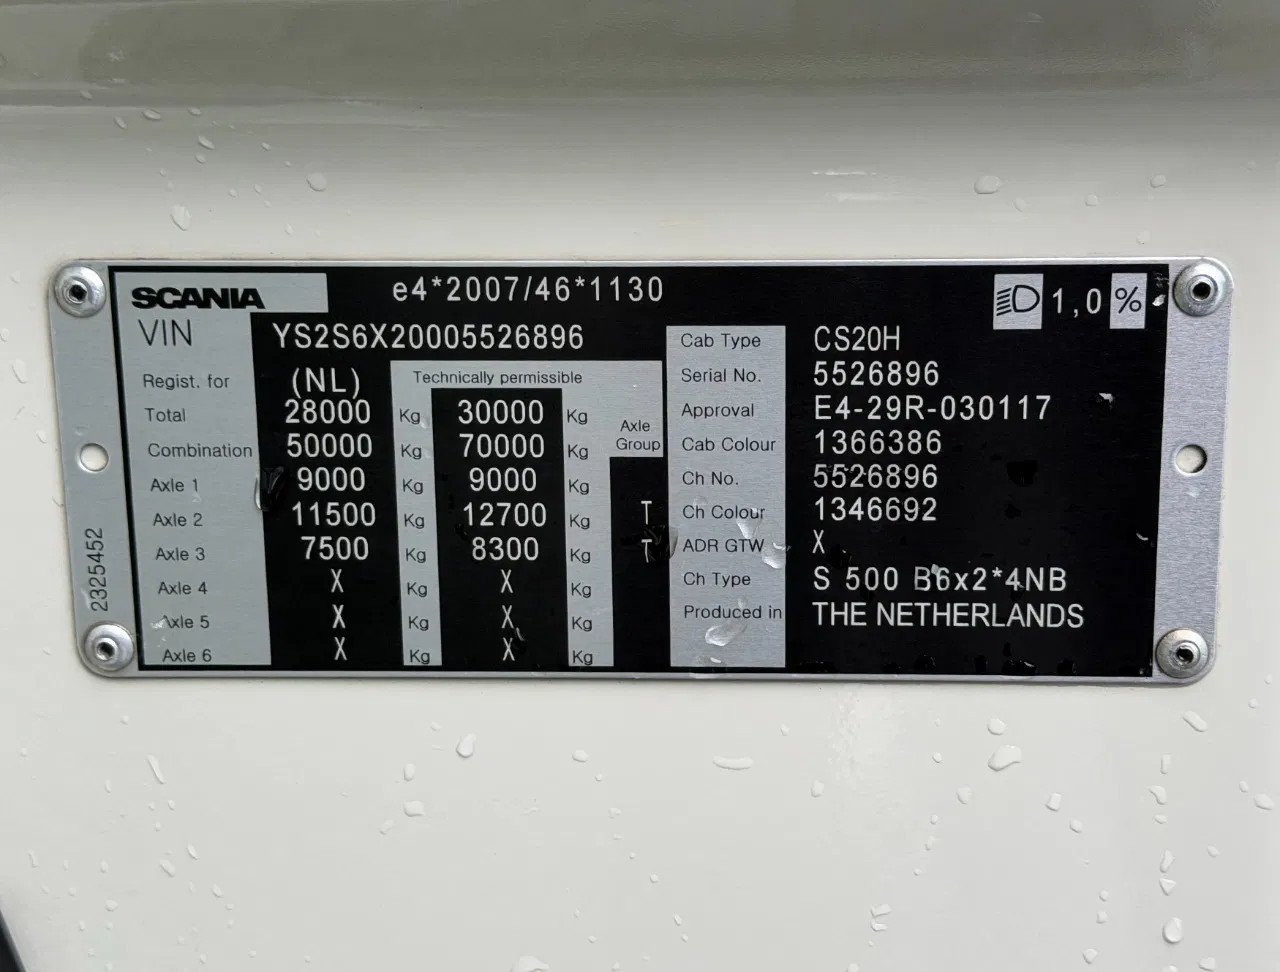 SCANIA e4*2007/46*1130 1,0 %
VIN YS2S6X20005526896
Regist. for (NL) Technically permissible
Total 28000 Kg 30000 Kg
Combination 50000 Kg 70000 Kg Axle Group
Axle 1 9000 Kg 9000 Kg
Axle 2 11500 Kg 12700 Kg T
Axle 3 7500 Kg 8300 Kg T
Axle 4 X Kg X Kg
Axle 5 X Kg X Kg
Axle 6 X Kg X Kg
Cab Type CS20H
Serial No. 5526896
Approval E4-29R-030117
Cab Colour 1366386
Ch No. 5526896
Ch Colour 1346692
ADR GTW X
Ch Type S 500 B6x2*4NB
Produced in THE NETHERLANDS
2325452